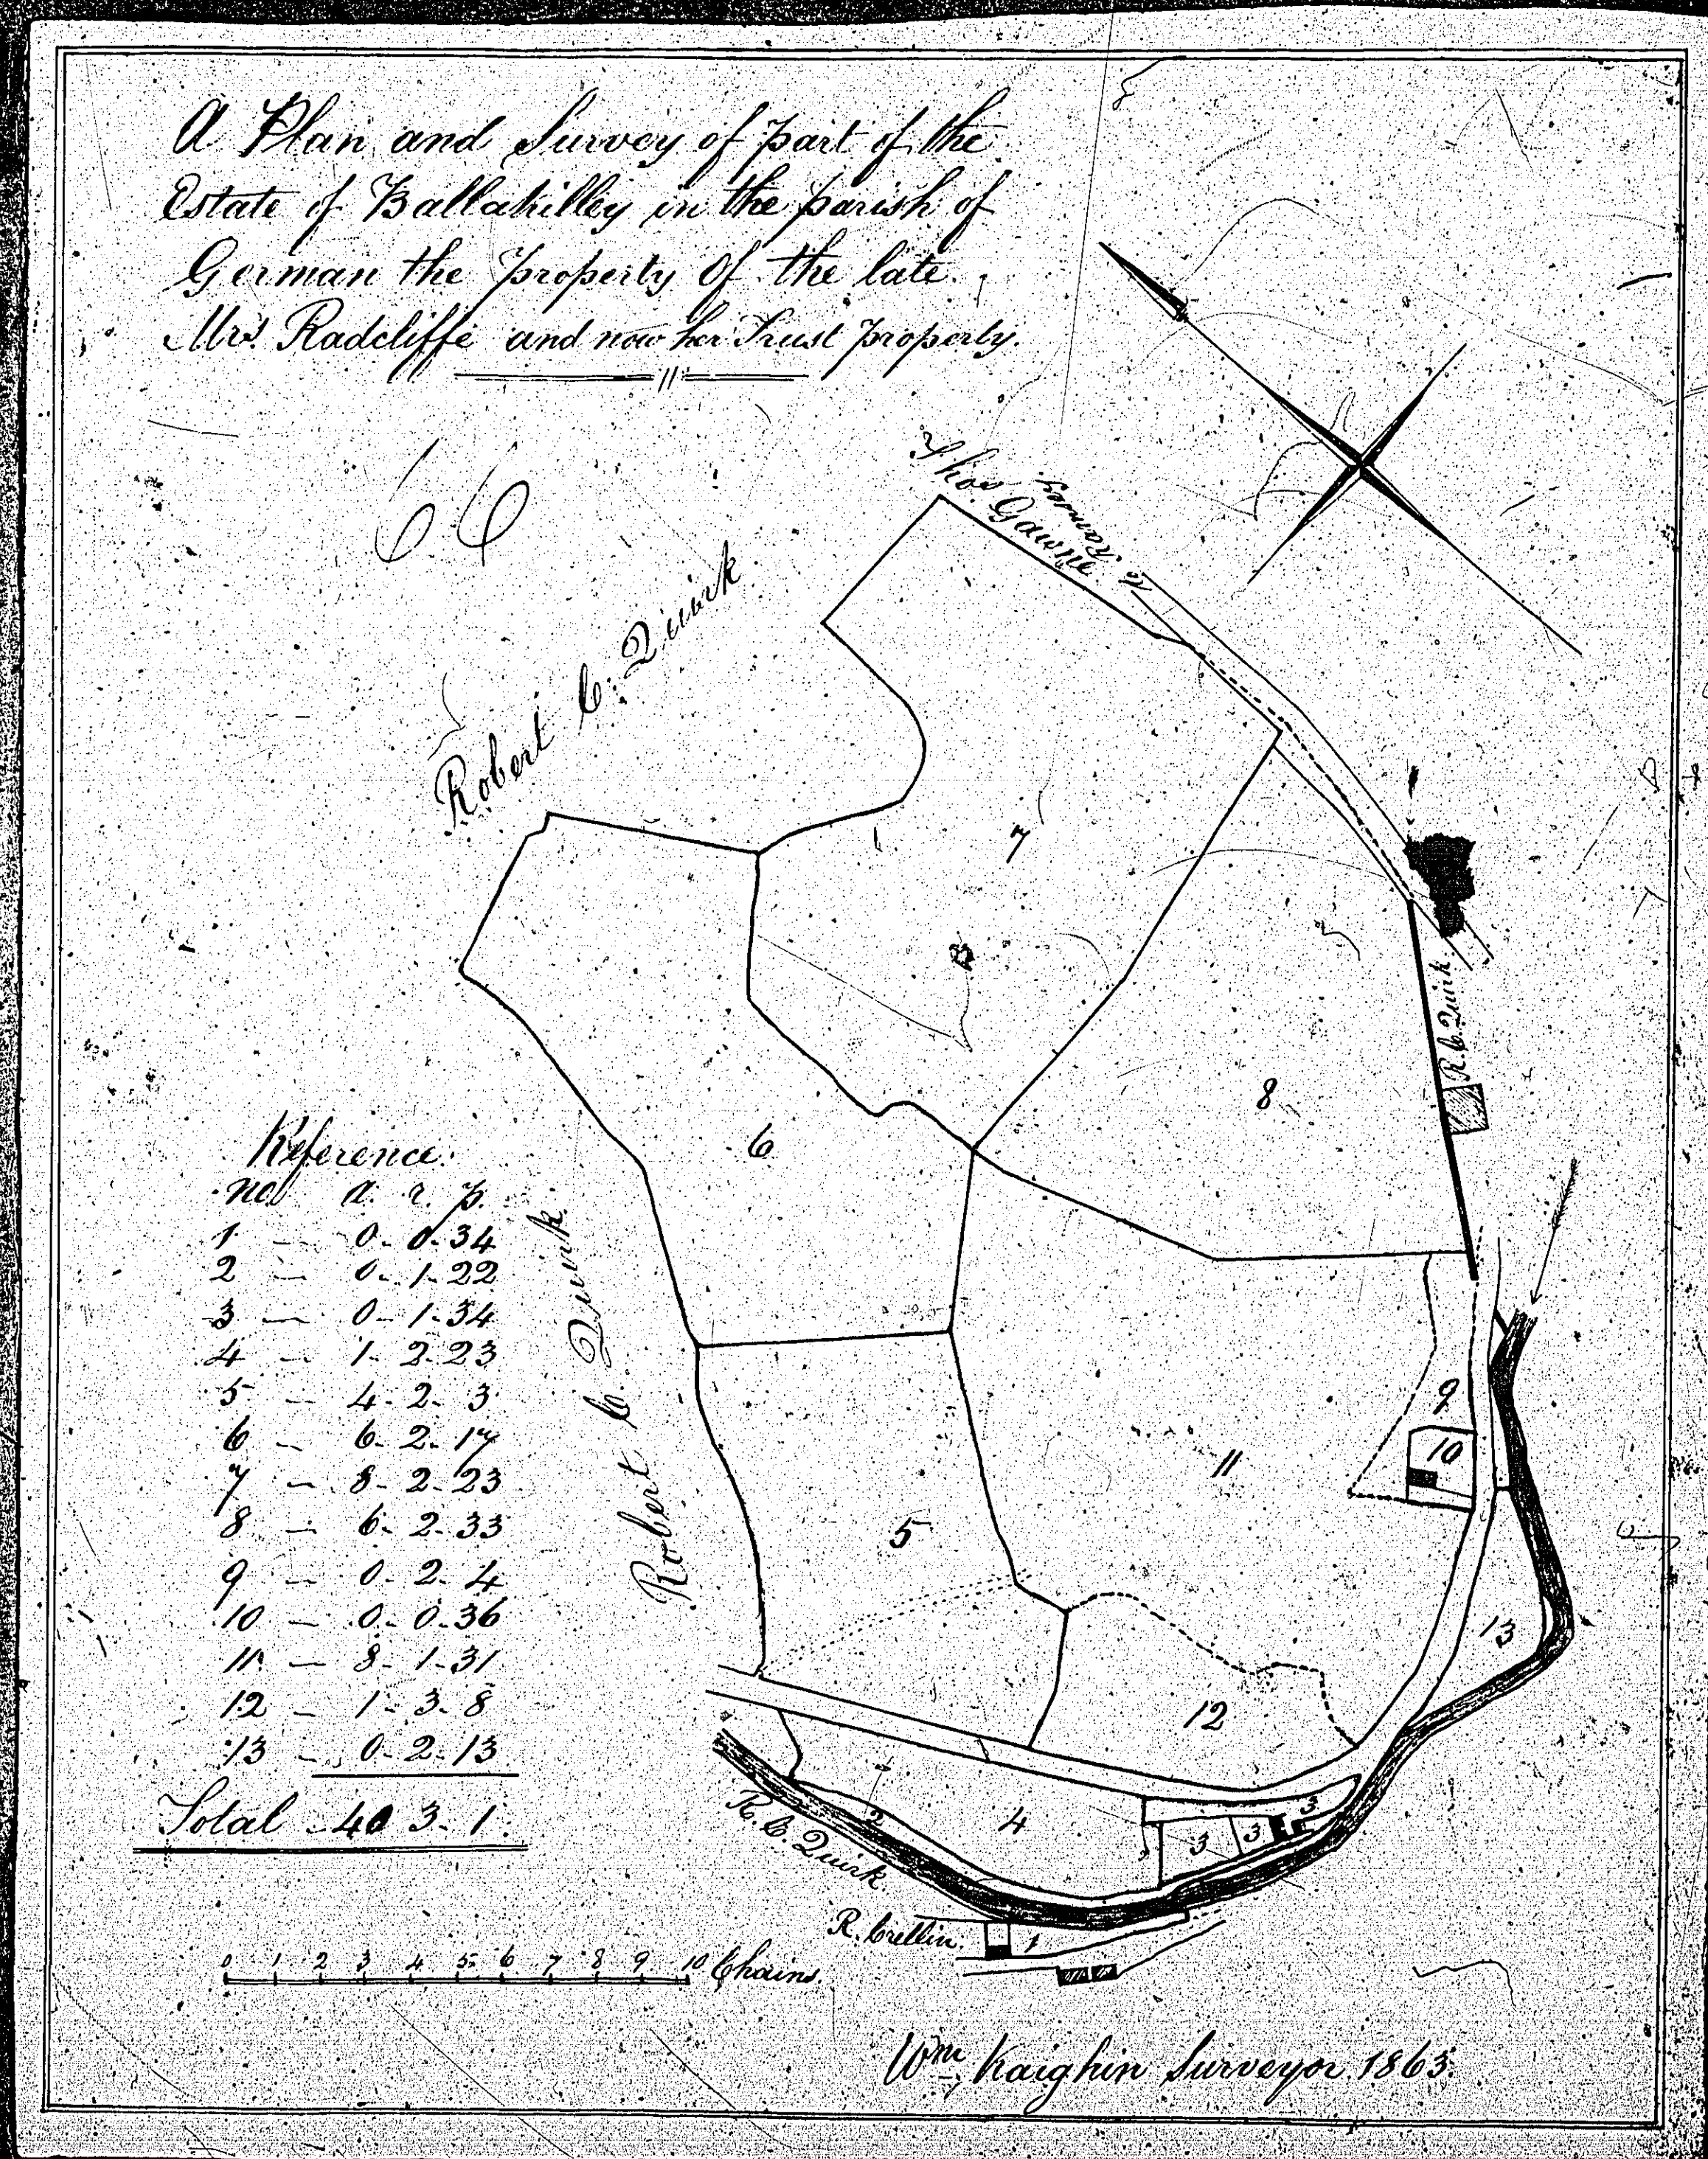 A Plan and Survey of part of the
Estate of Ballakilley in the parish of
German the property of the late
Mrs. Radcliffe and now her Trust property.
66
Thos. Gawne
To Ramsey
Robert C. Quirk
7
R. C. Quirk
8
6
Reference.
No. a. r. p.
1 — 0-0-34
2 — 0-1-22
3 — 0-1-34
4 — 1-2-23
5 — 4-2-3
6 — 6-2-17
7 — 8-2-23
8 — 6-2-33
9 — 0-2-4
10 — 0-0-36
11 — 8-1-31
12 — 1-3-8
13 — 0-2-13
Total - 40 3-1.
Robert C. Quirk
9
10
11
5
13
12
2
4
3
3
3
R. C. Quirk
R. Crellin
1
0 1 2 3 4 5 6 7 8 9 10 Chains.
Wm. Kaighin Surveyor. 1863.